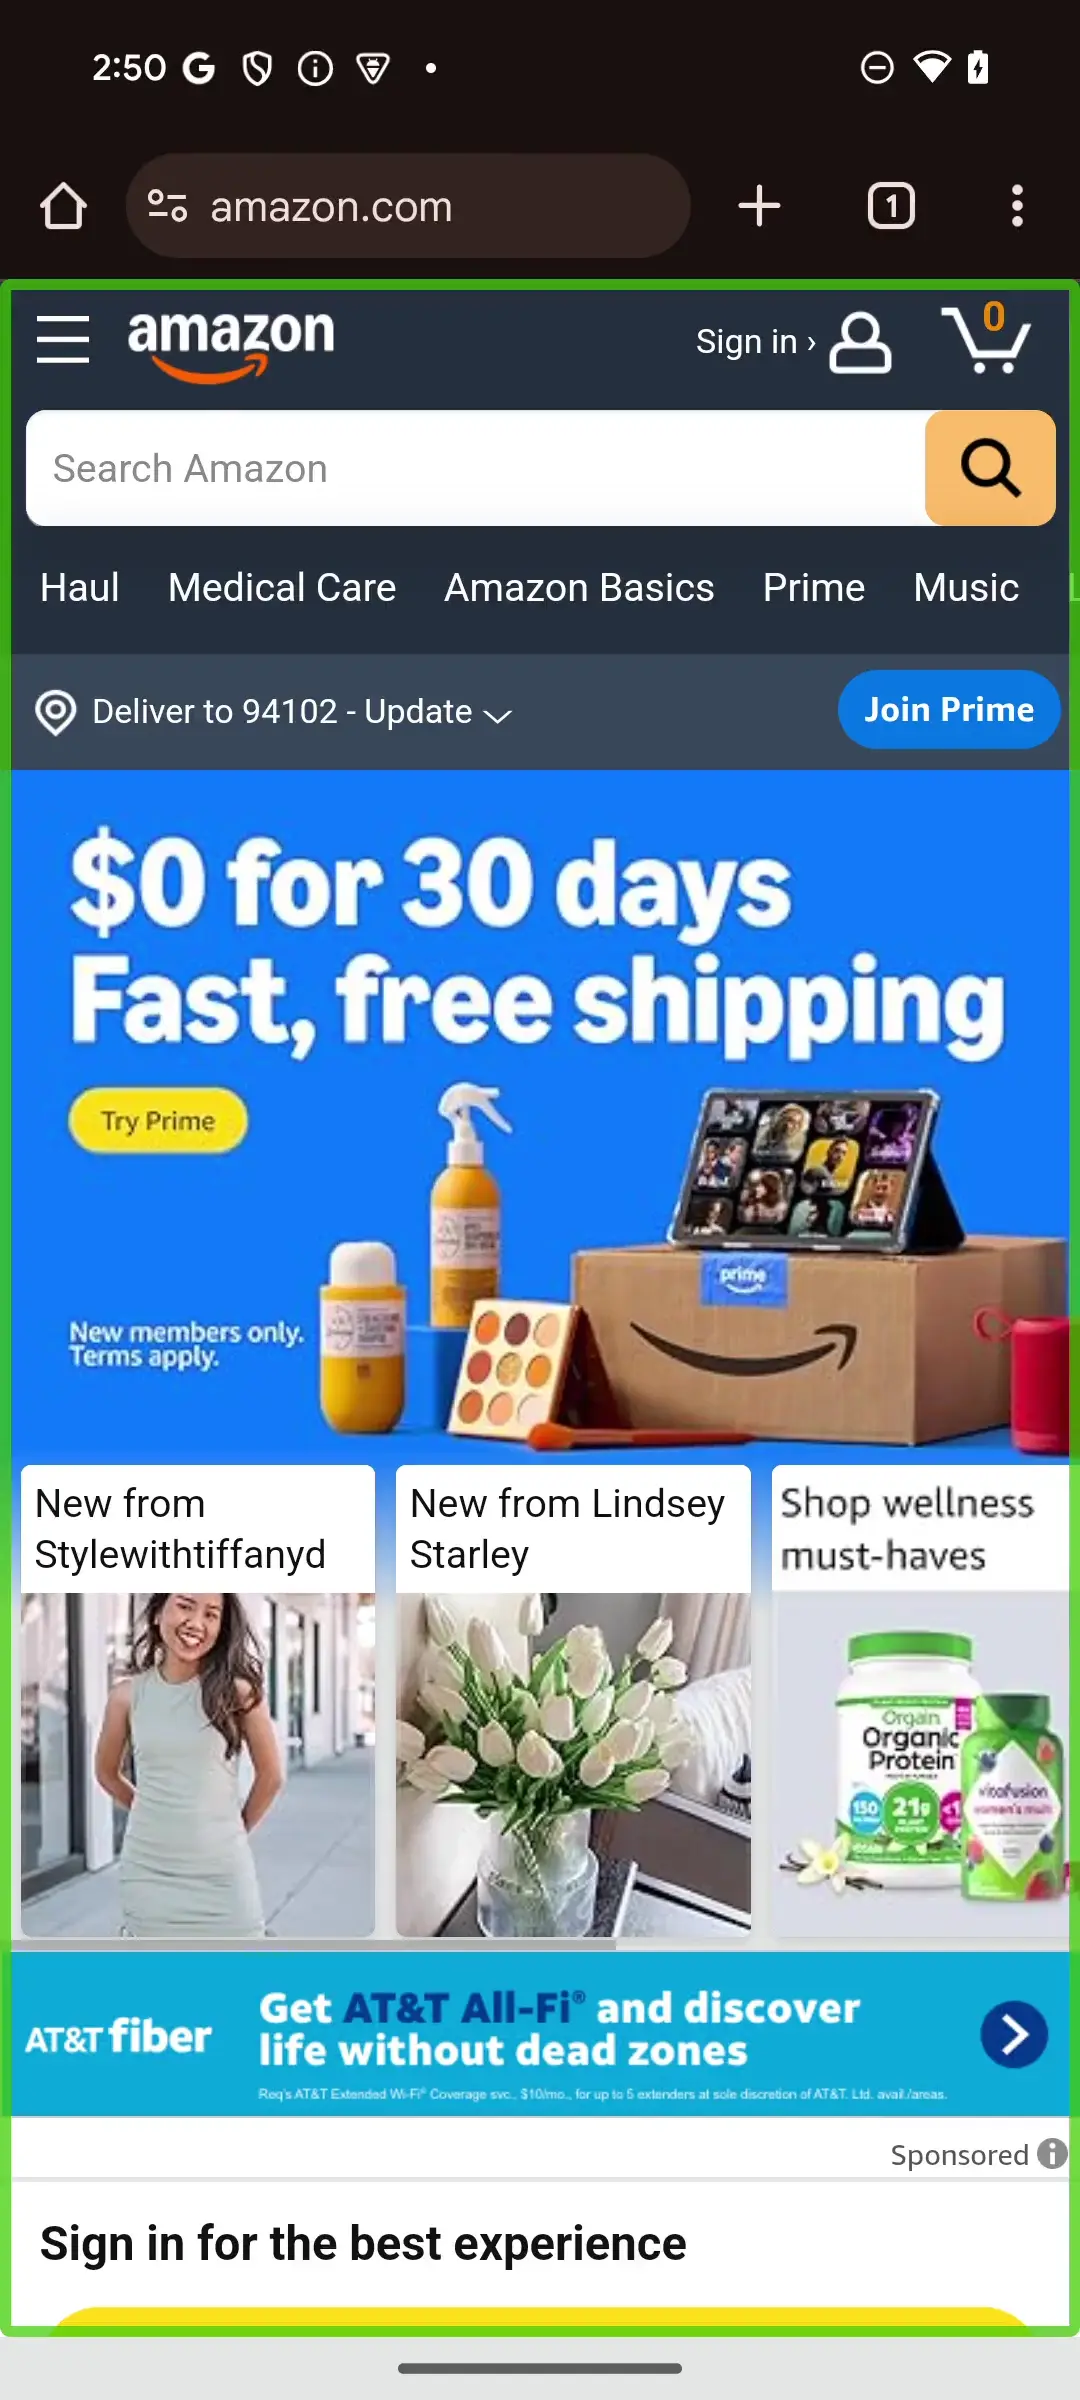 2:50
amazon.com
1
amazon
Sign in ›
0
Search Amazon
Haul Medical Care Amazon Basics Prime Music
Deliver to 94102 - Update
Join Prime
$0 for 30 days
Fast, free shipping
Try Prime
prime
New members only.
Terms apply.
New from
Stylewithtiffanyd
New from Lindsey
Starley
Shop wellness
must-haves
Orgain
Organic
Protein
150
21g
vitafusion
women's multi
AT&T fiber
Get AT&T All-Fi® and discover
life without dead zones
Req's AT&T Extended Wi-Fi® Coverage svc., $10/mo., for up to 5 extenders at sole discretion of AT&T. Ltd. avail./areas.
Sponsored
Sign in for the best experience